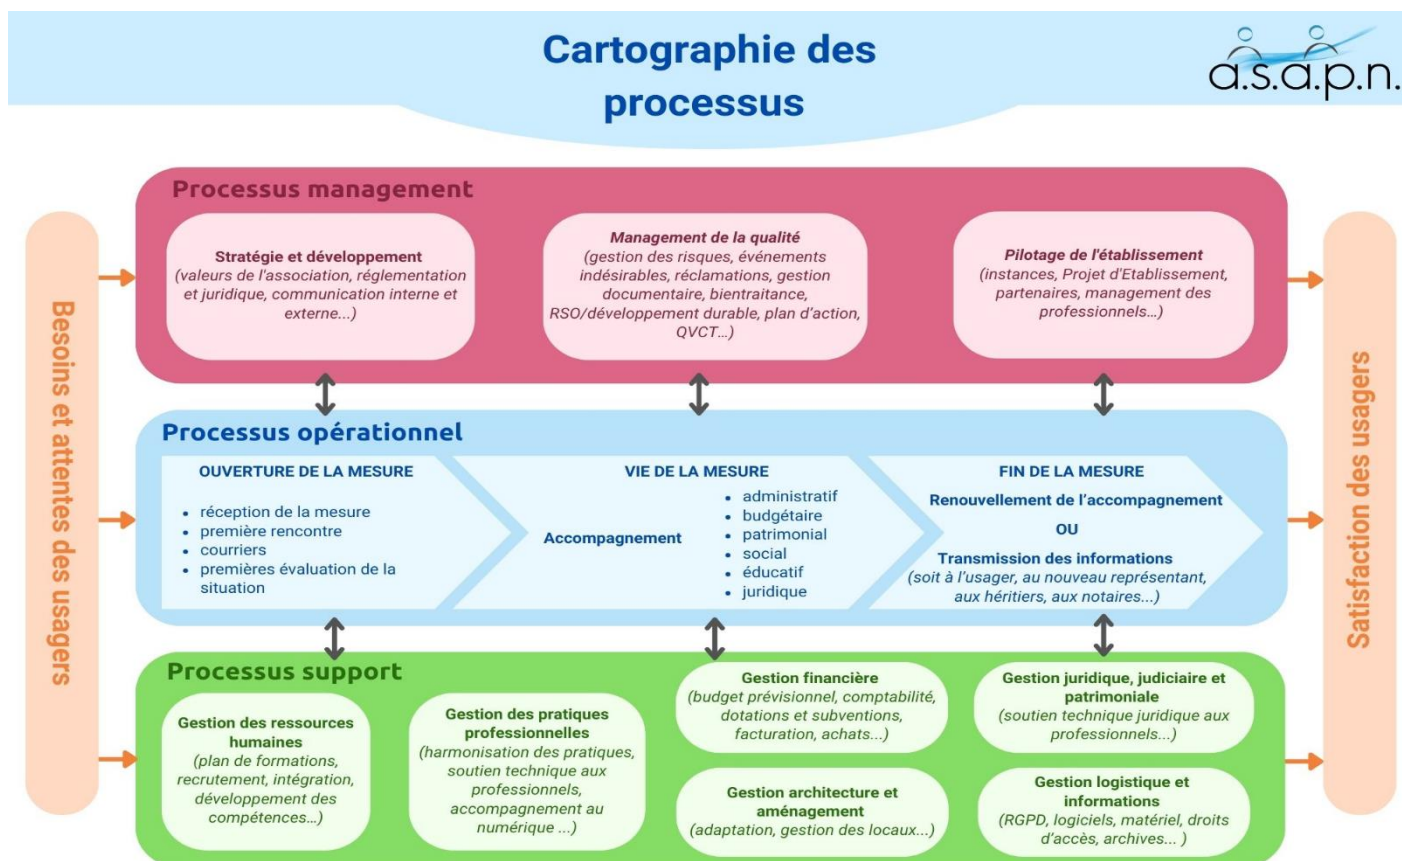 Cartographie des
processus
a.s.a.p.n.
Besoins et attentes des usagers
Processus management
Stratégie et développement
(valeurs de l'association, réglementation
et juridique, communication interne et
externe...)
Management de la qualité
(gestion des risques, événements
indésirables, réclamations, gestion
documentaire, bientraitance,
RSO/développement durable, plan d'action,
QVCT...)
Pilotage de l'établissement
(instances, Projet d'Etablissement,
partenaires, management des
professionnels...)
Processus opérationnel
OUVERTURE DE LA MESURE
• réception de la mesure
• première rencontre
• courriers
• premières évaluation de la
situation
VIE DE LA MESURE
Accompagnement
• administratif
• budgétaire
• patrimonial
• social
• éducatif
• juridique
FIN DE LA MESURE
Renouvellement de l'accompagnement
OU
Transmission des informations
(soit à l'usager, au nouveau représentant,
aux héritiers, aux notaires...)
Processus support
Gestion des ressources
humaines
(plan de formations,
recrutement, intégration,
développement des
compétences...)
Gestion des pratiques
professionnelles
(harmonisation des pratiques,
soutien technique aux
professionnels,
accompagnement au
numérique ...)
Gestion financière
(budget prévisionnel, comptabilité,
dotations et subventions,
facturation, achats...)
Gestion architecture et
aménagement
(adaptation, gestion des locaux...)
Gestion juridique, judiciaire et
patrimoniale
(soutien technique juridique aux
professionnels...)
Gestion logistique et
informations
(RGPD, logiciels, matériel, droits
d'accès, archives... )
Satisfaction des usagers